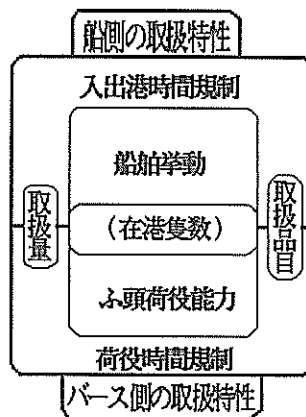 船側の取扱特性
入出港時間規制
船舶挙動
取扱量
(在港隻数)
取扱品目
ふ頭荷役能力
荷役時間規制
バース側の取扱特性